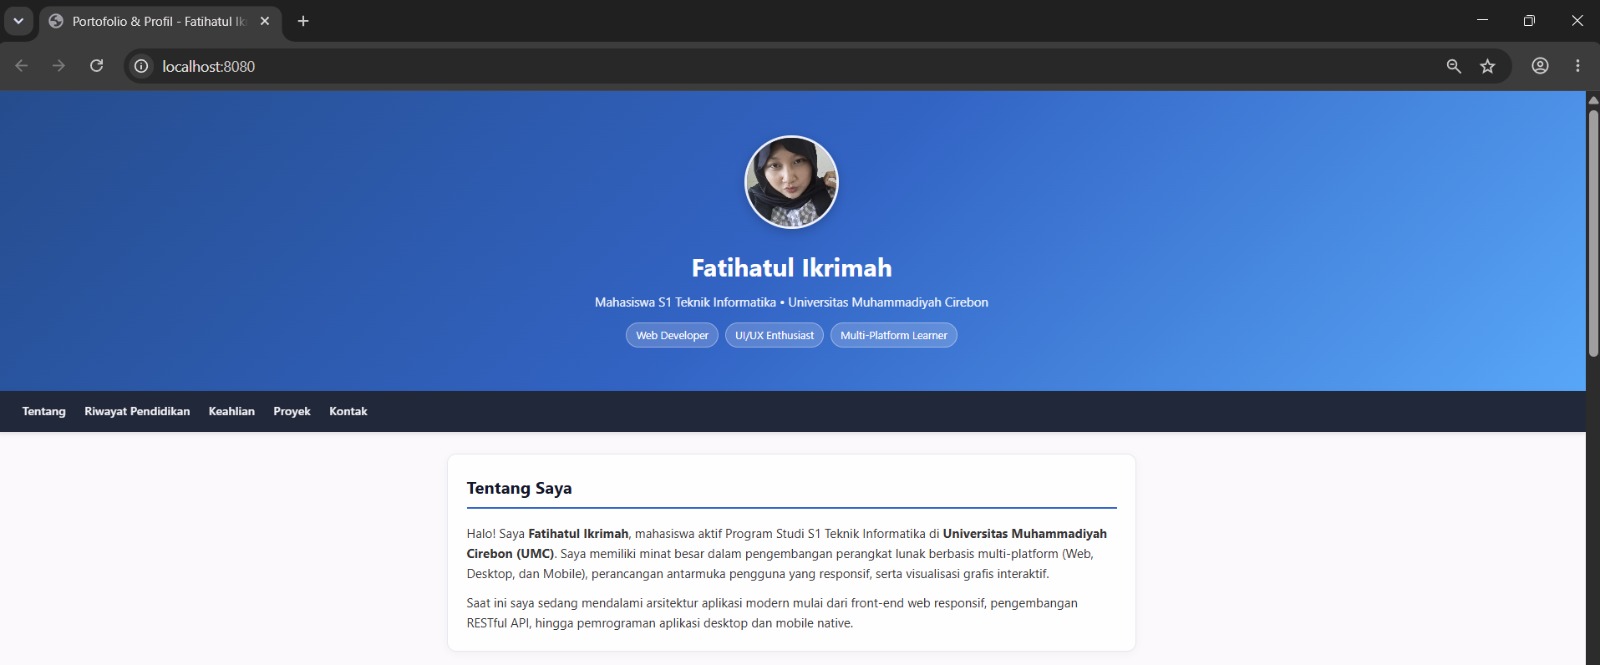 Portofolio & Profil - Fatihatul Ik
localhost:8080
Fatihatul Ikrimah
Mahasiswa S1 Teknik Informatika • Universitas Muhammadiyah Cirebon
Web Developer
UI/UX Enthusiast
Multi-Platform Learner
Tentang
Riwayat Pendidikan
Keahlian
Proyek
Kontak
Tentang Saya
Halo! Saya Fatihatul Ikrimah, mahasiswa aktif Program Studi S1 Teknik Informatika di Universitas Muhammadiyah
Cirebon (UMC). Saya memiliki minat besar dalam pengembangan perangkat lunak berbasis multi-platform (Web,
Desktop, dan Mobile), perancangan antarmuka pengguna yang responsif, serta visualisasi grafis interaktif.
Saat ini saya sedang mendalami arsitektur aplikasi modern mulai dari front-end web responsif, pengembangan
RESTful API, hingga pemrograman aplikasi desktop dan mobile native.